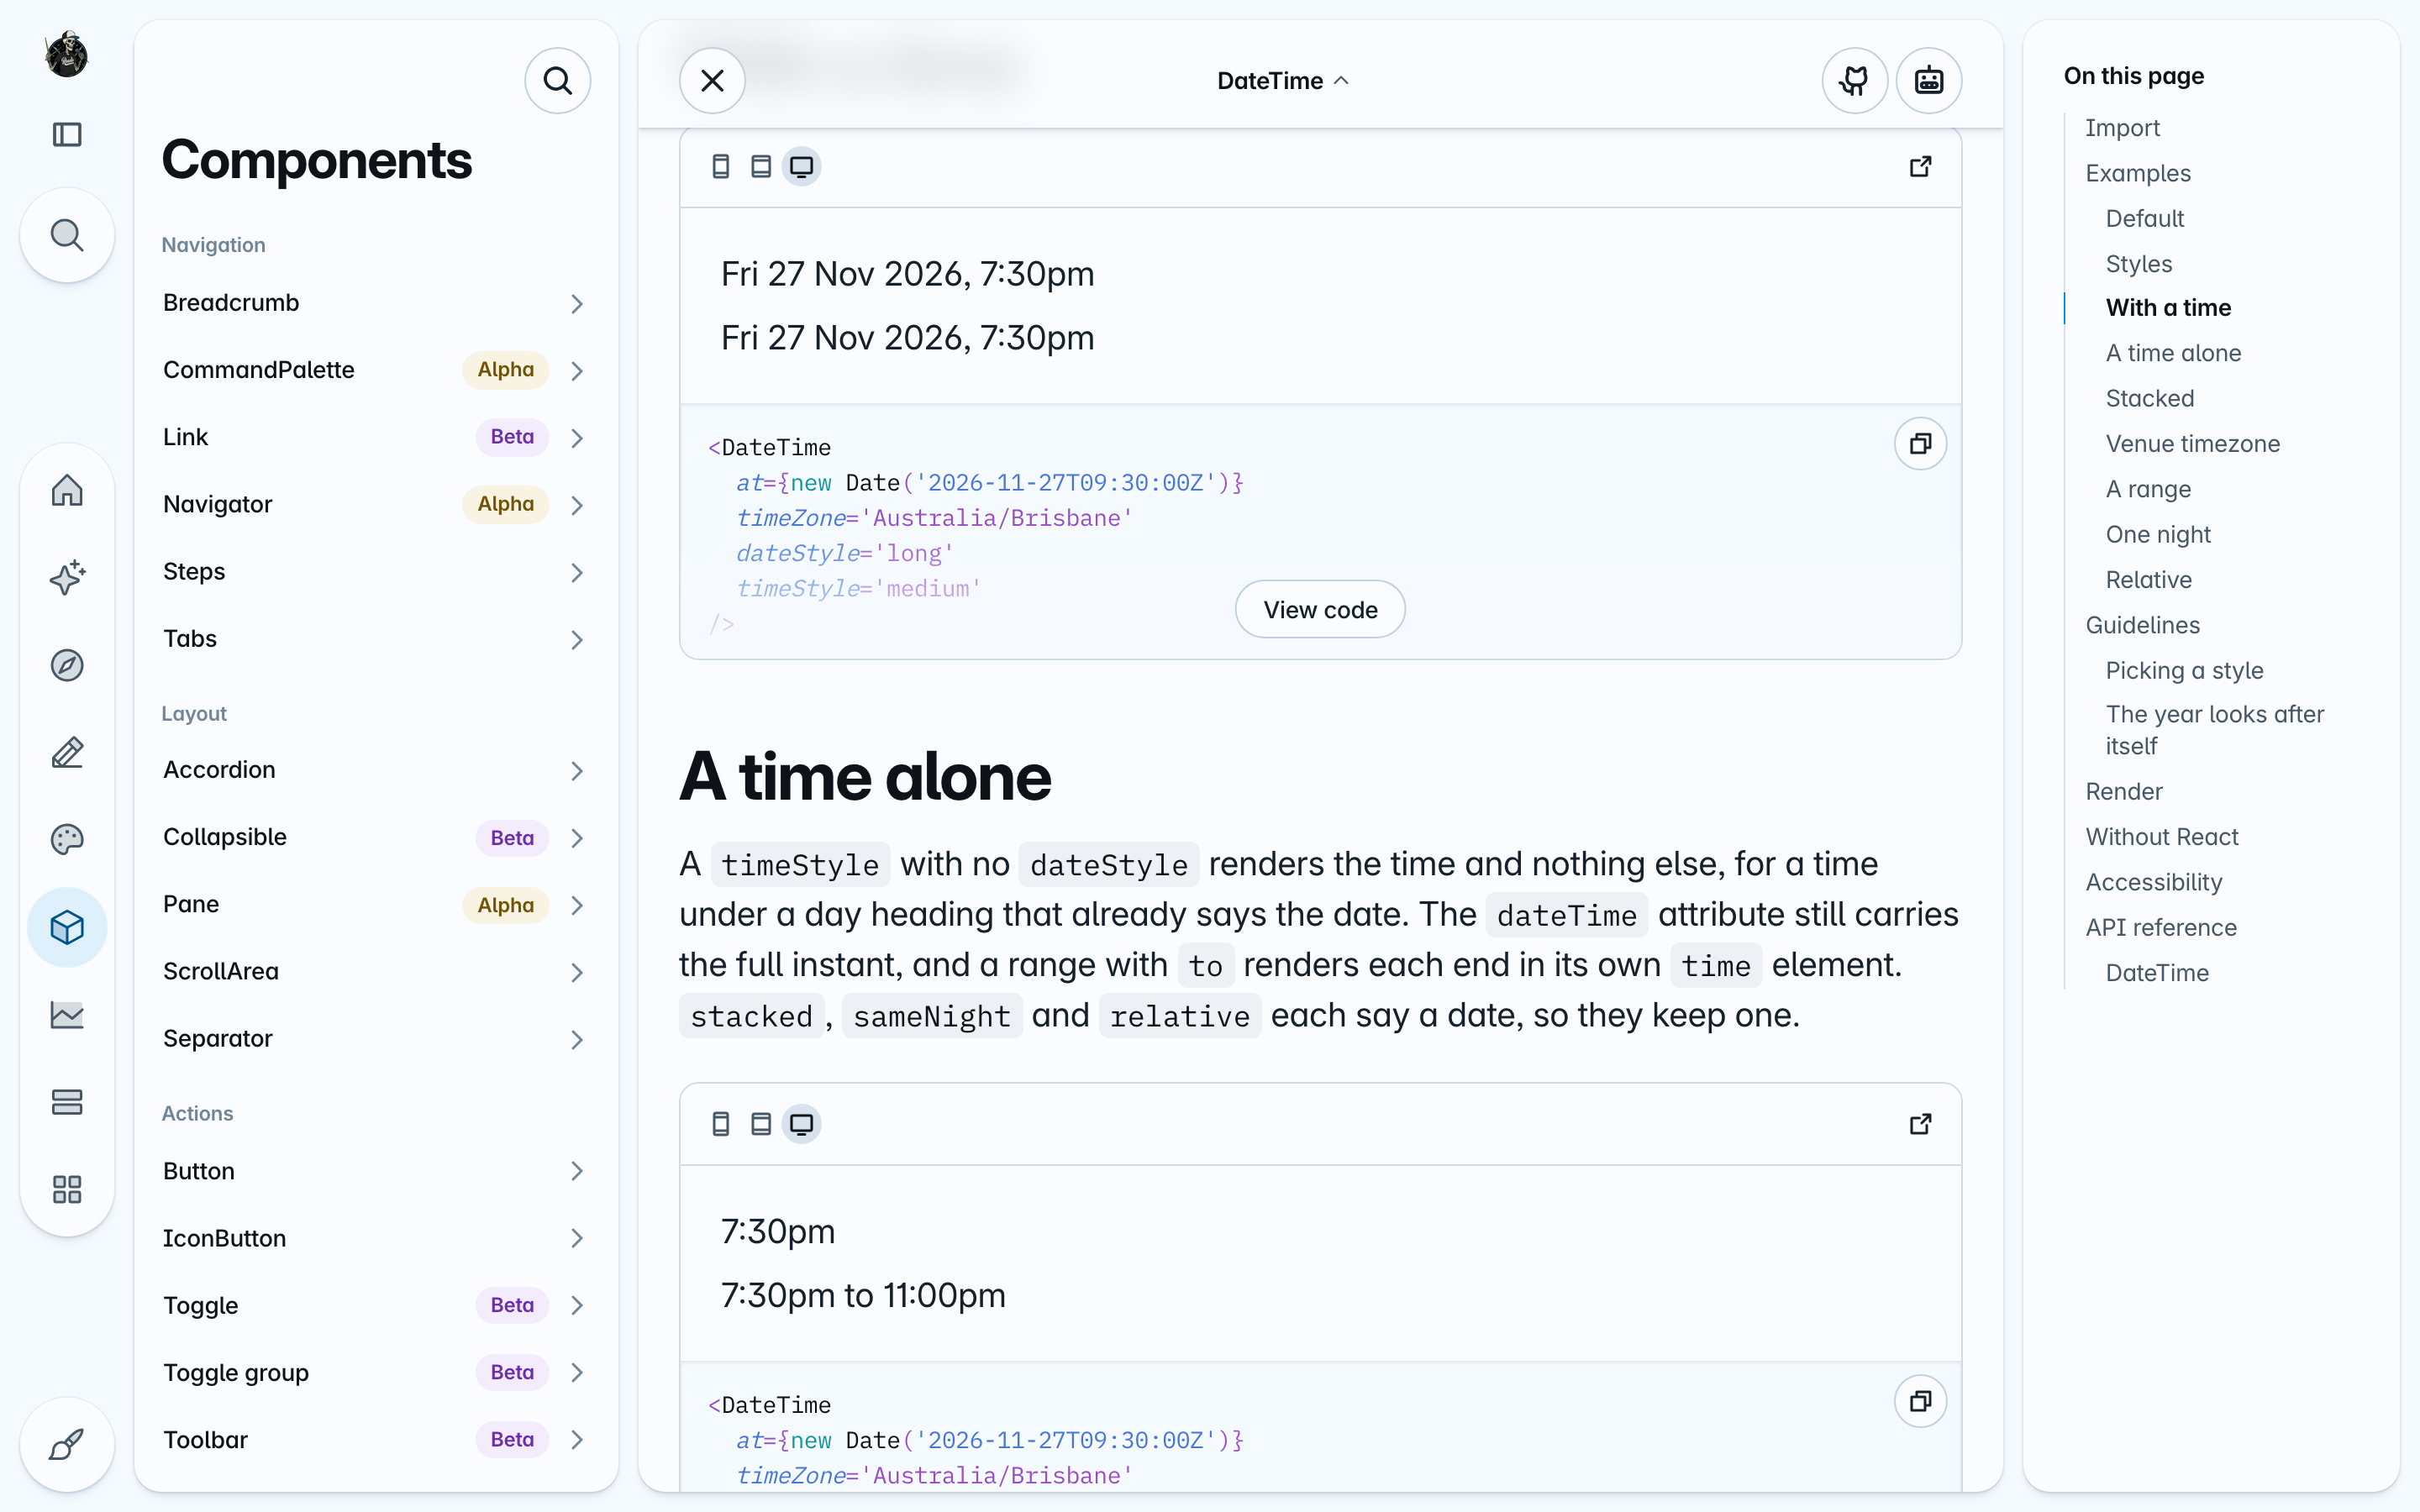 Components
Navigation
Breadcrumb
CommandPalette Alpha
Link Beta
Navigator Alpha
Steps
Tabs
Layout
Accordion
Collapsible Beta
Pane Alpha
ScrollArea
Separator
Actions
Button
IconButton
Toggle Beta
Toggle group Beta
Toolbar Beta
DateTime
Fri 27 Nov 2026, 7:30pm
Fri 27 Nov 2026, 7:30pm
<DateTime
at={new Date('2026-11-27T09:30:00Z')}
timeZone='Australia/Brisbane'
dateStyle='long'
timeStyle='medium'
/>
View code
A time alone
A timeStyle with no dateStyle renders the time and nothing else, for a time
under a day heading that already says the date. The dateTime attribute still carries
the full instant, and a range with to renders each end in its own time element.
stacked, sameNight and relative each say a date, so they keep one.
7:30pm
7:30pm to 11:00pm
<DateTime
at={new Date('2026-11-27T09:30:00Z')}
timeZone='Australia/Brisbane'
On this page
Import
Examples
Default
Styles
With a time
A time alone
Stacked
Venue timezone
A range
One night
Relative
Guidelines
Picking a style
The year looks after
itself
Render
Without React
Accessibility
API reference
DateTime